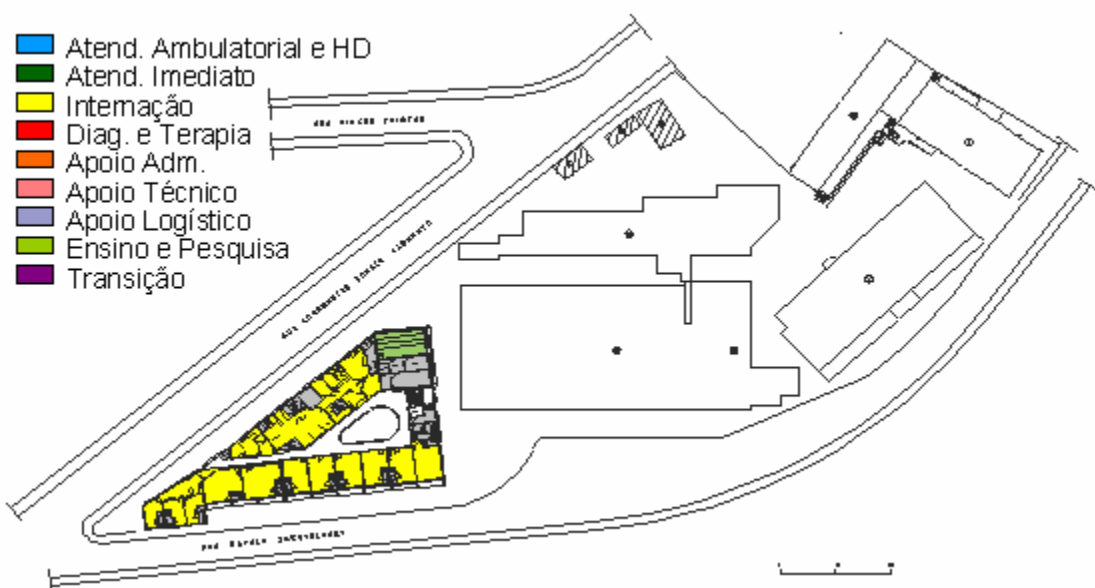 Atend. Ambulatorial e HD
Atend. Imediato
Internação
Diag. e Terapia
Apoio Adm.
Apoio Técnico
Apoio Logístico
Ensino e Pesquisa
Transição